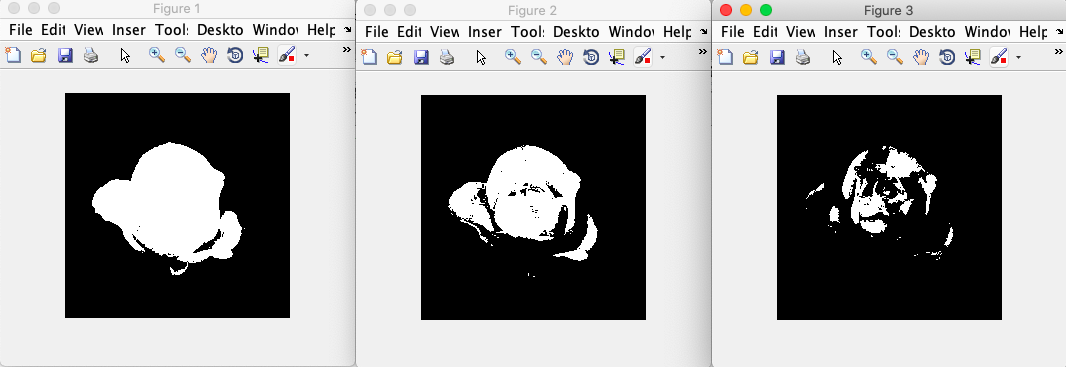 Figure 1
File Edit View Inser Tools Deskto Windov Help
Figure 2
File Edit View Inser Tools Deskto Windov Help
Figure 3
File Edit View Inser Tools Deskto Windov Help